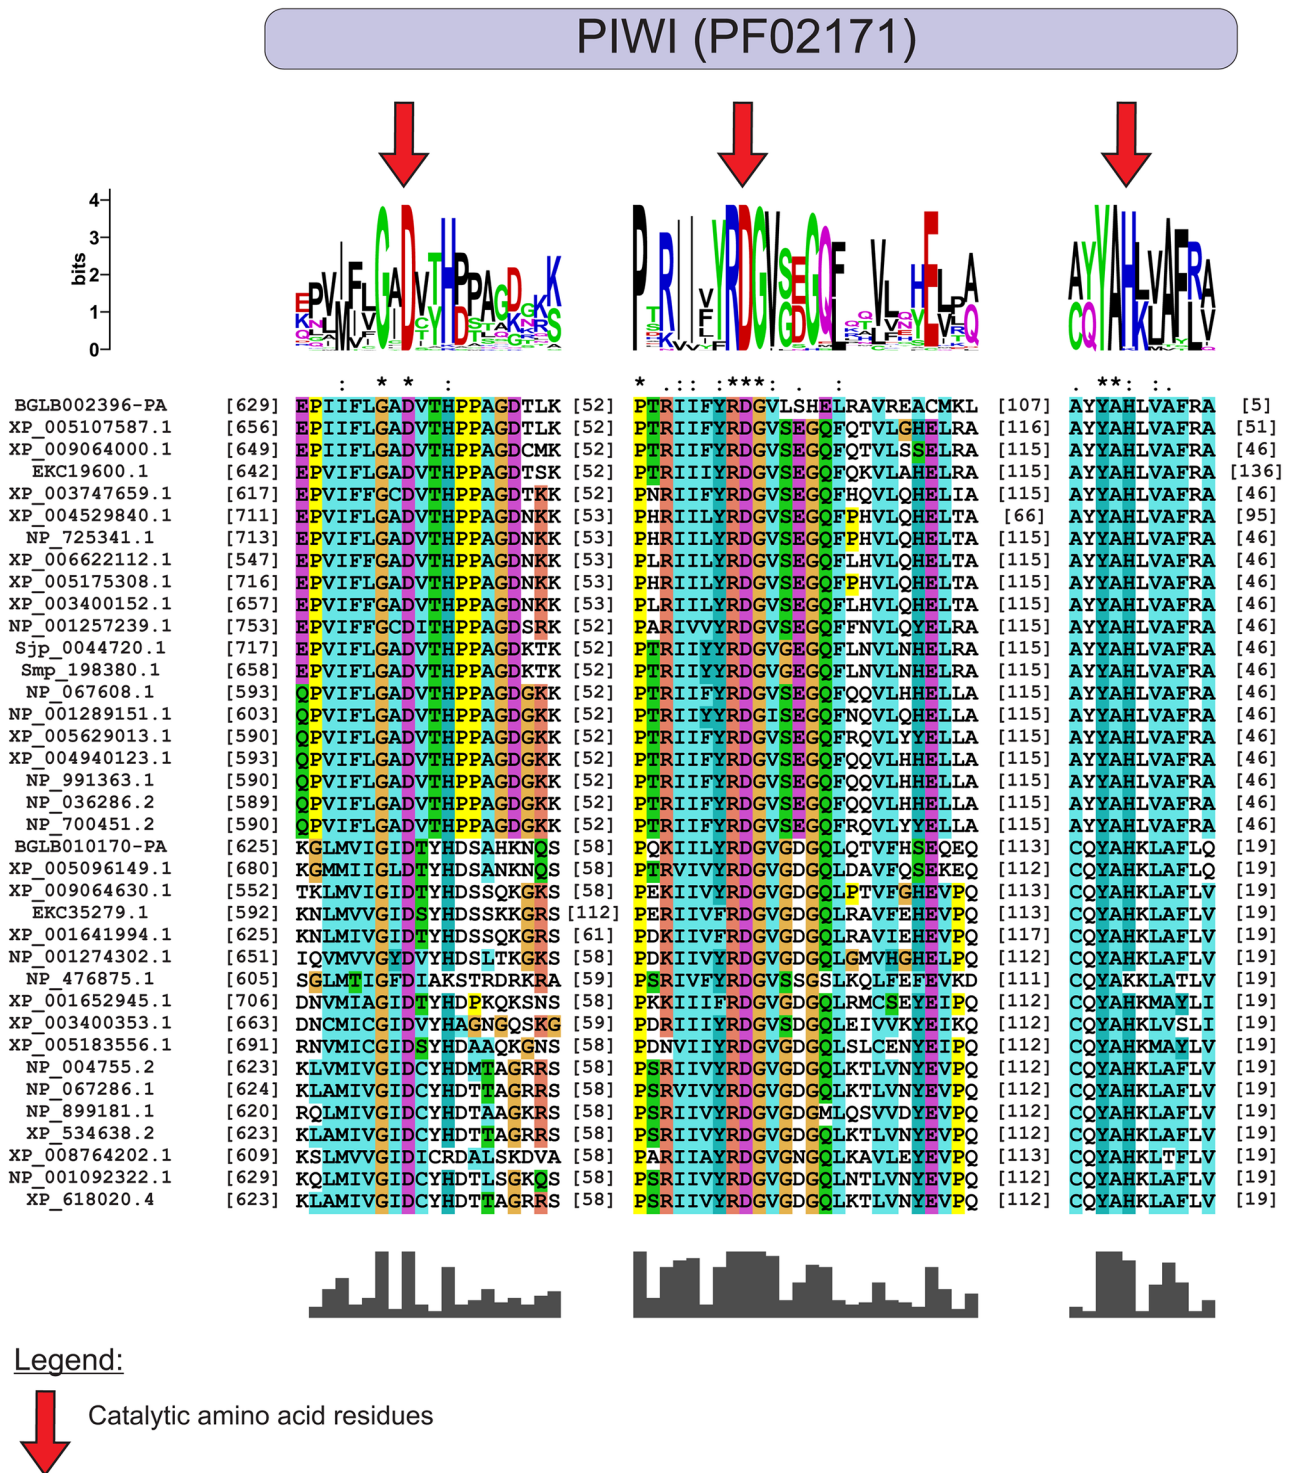 PIWI (PF02171)
4
3
2
1
0
bits
: * * : * . : : : : * * * : . : . * * : : .
BGLB002396-PA [629] EPIIFLGADVTHPPAGDTLK [52] PTRIIFYRDGVLSHELRAVREACMKL [107] AYYAHLVAFRA [5]
XP_005107587.1 [656] EPIIFLGADVTHPPAGDTLK [52] PTRIIFYRDGVSEGQFQTVLGHELRA [116] AYYAHLVAFRA [51]
XP_009064000.1 [649] EPIIFLGADVTHPPAGDCMK [52] PTRIIFYRDGVSEGQFQTVLSSELRA [115] AYYAHLVAFRA [46]
EKC19600.1 [642] EPIIFLGADVTHPPAGDTSK [52] PTRIIFYRDGVSEGQFQKVLAHELRA [115] AYYAHLVAFRA [136]
XP_003747659.1 [617] EPVIFFGCDVTHPPAGDTKK [52] PNRIIFYRDGVSEGQFHQVLQHELIA [115] AYYAHLVAFRA [46]
XP_004529840.1 [711] EPVIFLGADVTHPPAGDNKK [53] PHRIILYRDGVSEGQFPHVLQHELTA [66] AYYAHLVAFRA [95]
NP_725341.1 [713] EPVIFLGADVTHPPAGDNKK [53] PHRIILYRDGVSEGQFPHVLQHELTA [115] AYYAHLVAFRA [46]
XP_006622112.1 [547] EPVIFLGADVTHPPAGDNKK [53] PLRIILYRDGVSEGQFLHVLQHELTA [115] AYYAHLVAFRA [46]
XP_005175308.1 [716] EPVIFLGADVTHPPAGDNKK [53] PHRIILYRDGVSEGQFPHVLQHELTA [115] AYYAHLVAFRA [46]
XP_003400152.1 [657] EPVIFFGADVTHPPAGDNKK [53] PLRIILYRDGVSEGQFLHVLQHELTA [115] AYYAHLVAFRA [46]
NP_001257239.1 [753] EPVIFFGCDITHPPAGDSRK [52] PARIVVYRDGVSEGQFFNVLQYELRA [115] AYYAHLVAFRA [46]
Sjp_0044720.1 [717] EPVIFLGADVTHPPAGDKTK [52] PTRIIYYRDGVGEGQFLNVLNHELRA [115] AYYAHLVAFRA [46]
Smp_198380.1 [658] EPVIFLGADVTHPPAGDKTK [52] PTRIIYYRDGVGEGQFLNVLNHELRA [115] AYYAHLVAFRA [46]
NP_067608.1 [593] QPVIFLGADVTHPPAGDGKK [52] PTRIIFYRDGVSEGQFQQVLHHELLA [115] AYYAHLVAFRA [46]
NP_001289151.1 [603] QPVIFLGADVTHPPAGDGKK [52] PTRIIYYRDGISEGQFNQVLQHELLA [115] AYYAHLVAFRA [46]
XP_005629013.1 [590] QPVIFLGADVTHPPAGDGKK [52] PTRIIFYRDGVSEGQFRQVLYYELLA [115] AYYAHLVAFRA [46]
XP_004940123.1 [593] QPVIFLGADVTHPPAGDGKK [52] PTRIIFYRDGVSEGQFQQVLHHELLA [115] AYYAHLVAFRA [46]
NP_991363.1 [590] QPVIFLGADVTHPPAGDGKK [52] PTRIIFYRDGVSEGQFQQVLHHELLA [115] AYYAHLVAFRA [46]
NP_036286.2 [589] QPVIFLGADVTHPPAGDGKK [52] PTRIIFYRDGVSEGQFQQVLHHELLA [115] AYYAHLVAFRA [46]
NP_700451.2 [590] QPVIFLGADVTHPPAGDGKK [52] PTRIIFYRDGVSEGQFRQVLYYELLA [115] AYYAHLVAFRA [46]
BGLB010170-PA [625] KGLMVIGIDTYHDSAHKNQS [58] PQKIIVYRDGVGDGQLQTVFHSEQEQ [113] CQYAHKLAFLQ [19]
XP_005096149.1 [680] KGMMIIGLDTYHDSANKNQS [58] PTRVIVYRDGVGDGQLDAVFQSEKEQ [112] CQYAHKLAFLQ [19]
XP_009064630.1 [552] TKLMVIGIDTYHDSSQKGKS [58] PEKIIVYRDGVGDGQLPTVFGHEVPQ [113] CQYAHKLAFLV [19]
EKC35279.1 [592] KNLMVVGIDSYHDSSKKGRS [112] PERIIVFRDGVGDGQLRAVFEHEVPQ [113] CQYAHKLAFLV [19]
XP_001641994.1 [625] KNLMIVGIDTYHDSSQKGRS [61] PDKIIVFRDGVGDGQLRAVIEHEVPQ [117] CQYAHKLAFLV [19]
NP_001274302.1 [651] IQVMVVGYDVYHDSLTKGKS [58] PDKIIVYRDGVGDGQLGMVHGHELPQ [112] CQYAHKLAFLV [19]
NP_476875.1 [605] SGLMTIGFDIAKSTRDRKRA [59] PSRIVFYRDGVSSGSLKQLFEFEVKD [111] CQYAKKLATLV [19]
XP_001652945.1 [706] DNVMIAGIDTYHDPKQKSNS [58] PKKIIIFRDGVGDGQLRMCSEYEIPQ [112] CQYAHKMAYLI [19]
XP_003400353.1 [663] DNCMICGIDVYHAGNGQSKG [59] PDRIIIYRDGVSDGQLEIVVKYEIKQ [112] CQYAHKLVSLI [19]
XP_005183556.1 [691] RNVMICGIDSYHDAAQKGNS [58] PDNVIIYRDGVGDGQLSLCENYEIPQ [112] CQYAHKMAYLV [19]
NP_004755.2 [623] KLVMIVGIDCYHDMTAGRRS [58] PSRIIVYRDGVGDGQLKTLVNYEVPQ [112] CQYAHKLAFLV [19]
NP_067286.1 [624] KLAMIVGIDCYHDTTAGRRS [58] PSRVIVYRDGVGDGQLKTLVNYEVPQ [112] CQYAHKLAFLV [19]
NP_899181.1 [620] RQLMIVGIDCYHDTAAGKRS [58] PSRIIVYRDGVGDGMLQSVVDYEVPQ [112] CQYAHKLAFLV [19]
XP_534638.2 [623] KLAMIVGIDCYHDTTAGRRS [58] PSRIIVYRDGVGDGQLKTLVNYEVPQ [112] CQYAHKLAFLV [19]
XP_008764202.1 [609] KSLMVVGIDICRDALSKDVA [58] PARIIAYRDGVGNGQLKAVLEYEVPQ [113] CQYAHKLTFLV [19]
NP_001092322.1 [629] KQLMIVGIDCYHDTLSGKQS [58] PSRIIVYRDGVGDGQLNTLVNYEVPQ [112] CQYAHKLAFLV [19]
XP_618020.4 [623] KLAMIVGIDCYHDTTAGRRS [58] PSRIIVYRDGVGDGQLKTLVNYEVPQ [112] CQYAHKLAFLV [19]
Legend:
Catalytic amino acid residues